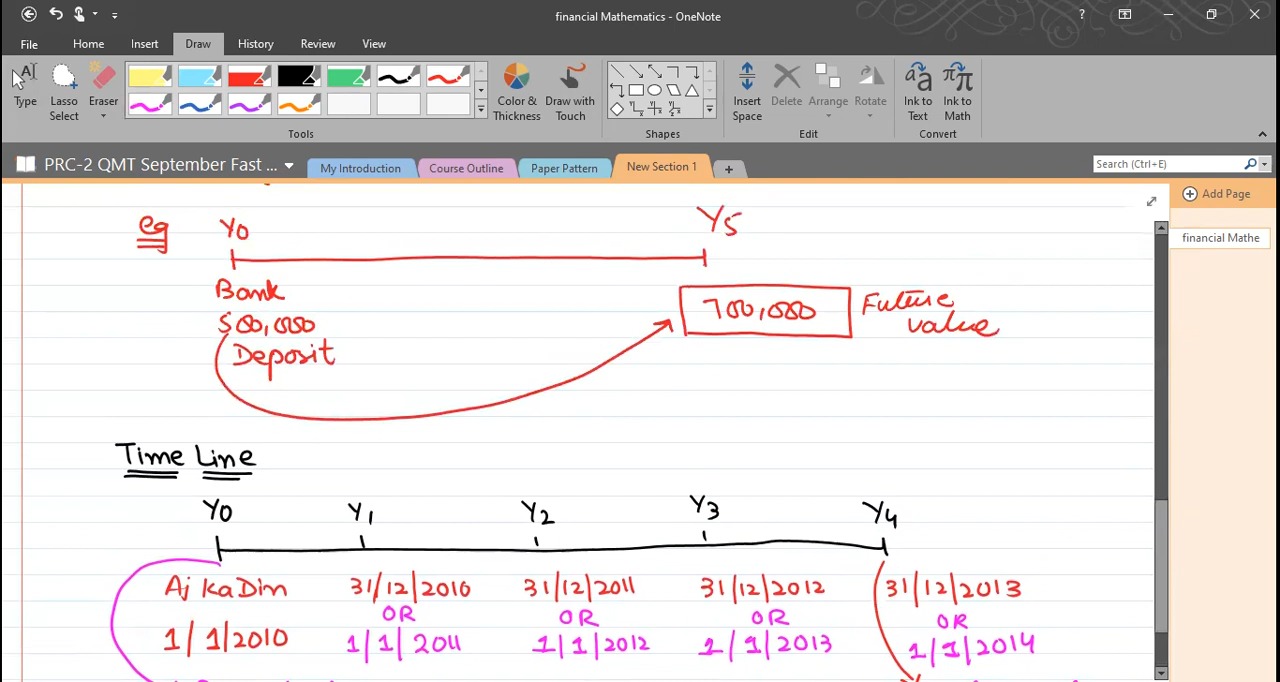 financial Mathematics - OneNote
?
File Home Insert Draw History Review View
Type
Lasso Select
Eraser
Color & Thickness
Draw with Touch
Insert Space
Delete
Arrange
Rotate
Ink to Text
Ink to Math
Tools
Shapes
Edit
Convert
PRC-2 QMT September Fast ...
My Introduction
Course Outline
Paper Pattern
New Section 1
Search (Ctrl+E)
Add Page
financial Mathe
eg
Y0
Y5
Bank
500,000
Deposit
700,000
Future
value
Time Line
Y0 Y1 Y2 Y3 Y4
Aj Ka Din 31/12/2010 31/12/2011 31/12/2012 31/12/2013
OR OR OR OR
1/1/2010 1/1/2011 1/1/2012 1/1/2013 1/1/2014